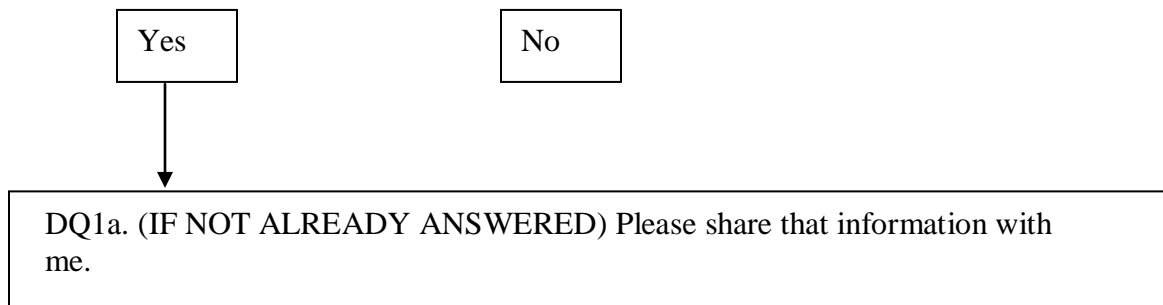 Yes
No
DQ1a. (IF NOT ALREADY ANSWERED) Please share that information with
me.